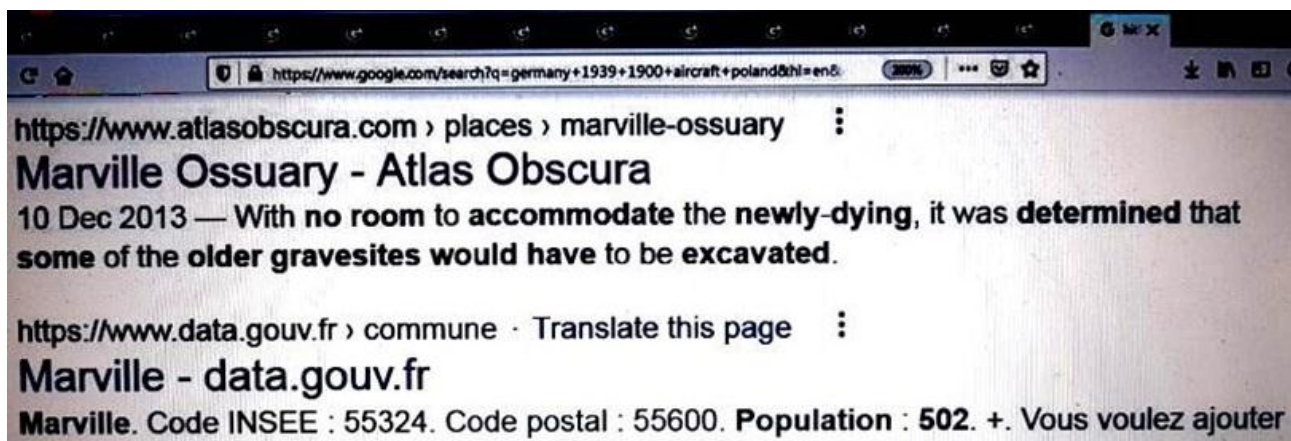 https://www.google.com/search?q=germany+1939+1900+aircraft+poland&hl=en&
200%
https://www.atlasobscura.com › places › marville-ossuary
Marville Ossuary - Atlas Obscura
10 Dec 2013 — With no room to accommodate the newly-dying, it was determined that
some of the older gravesites would have to be excavated.
https://www.data.gouv.fr › commune · Translate this page
Marville - data.gouv.fr
Marville. Code INSEE : 55324. Code postal : 55600. Population : 502. +. Vous voulez ajouter